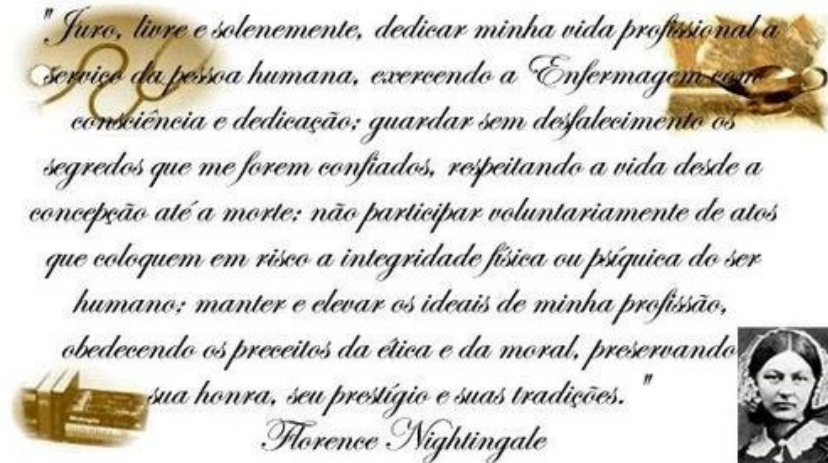 "Juro, livre e solenemente, dedicar minha vida profissional a
serviço da pessoa humana, exercendo a Enfermagem com
consciência e dedicação; guardar sem desfalecimento os
segredos que me forem confiados, respeitando a vida desde a
concepção até a morte; não participar voluntariamente de atos
que coloquem em risco a integridade física ou psíquica do ser
humano; manter e elevar os ideais de minha profissão,
obedecendo os preceitos da ética e da moral, preservando
sua honra, seu prestígio e suas tradições. "
Florence Nightingale